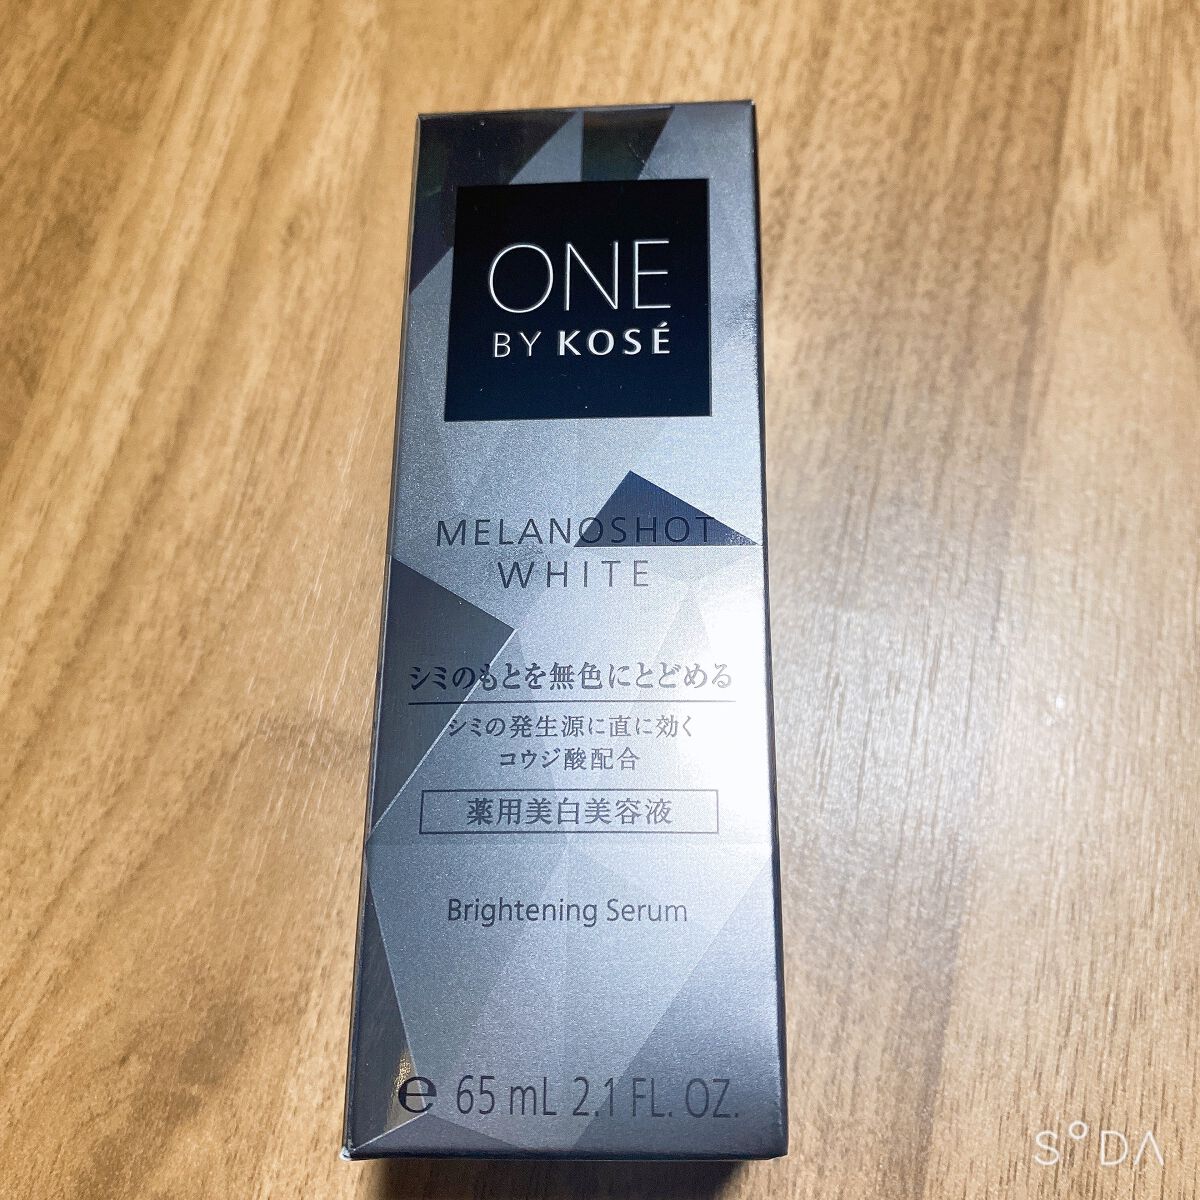 ONE
BY KOSÉ
MELANOSHOT
WHITE
シミのもとを無色にとどめる
シミの発生源に直に効く
コウジ酸配合
薬用美白美容液
Brightening Serum
e 65 mL 2.1 FL. OZ.
SODA